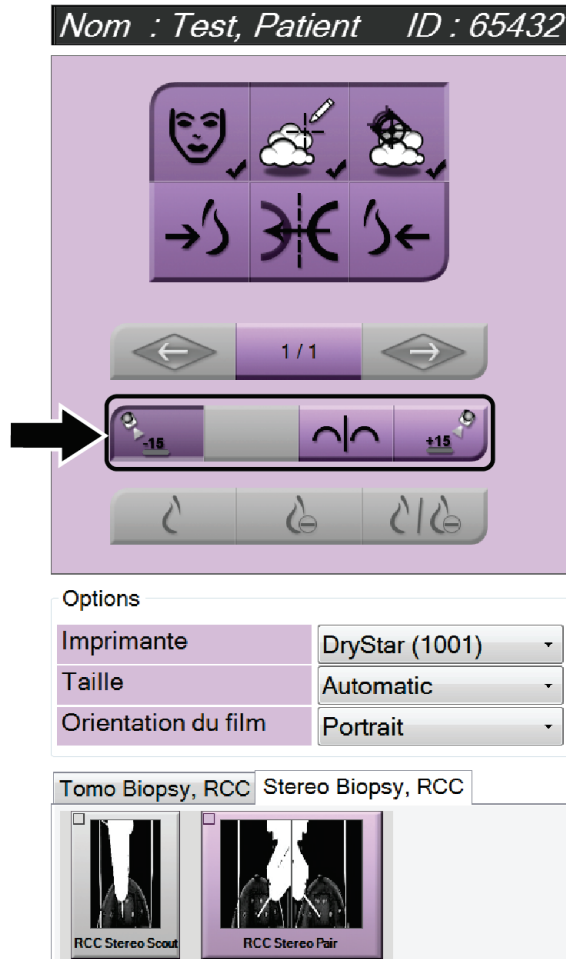 Nom : Test, Patient ID : 65432
1 / 1
-15 +15
Options
Imprimante DryStar (1001)
Taille Automatic
Orientation du film Portrait
Tomo Biopsy, RCC Stereo Biopsy, RCC
RCC Stereo Scout RCC Stereo Pair